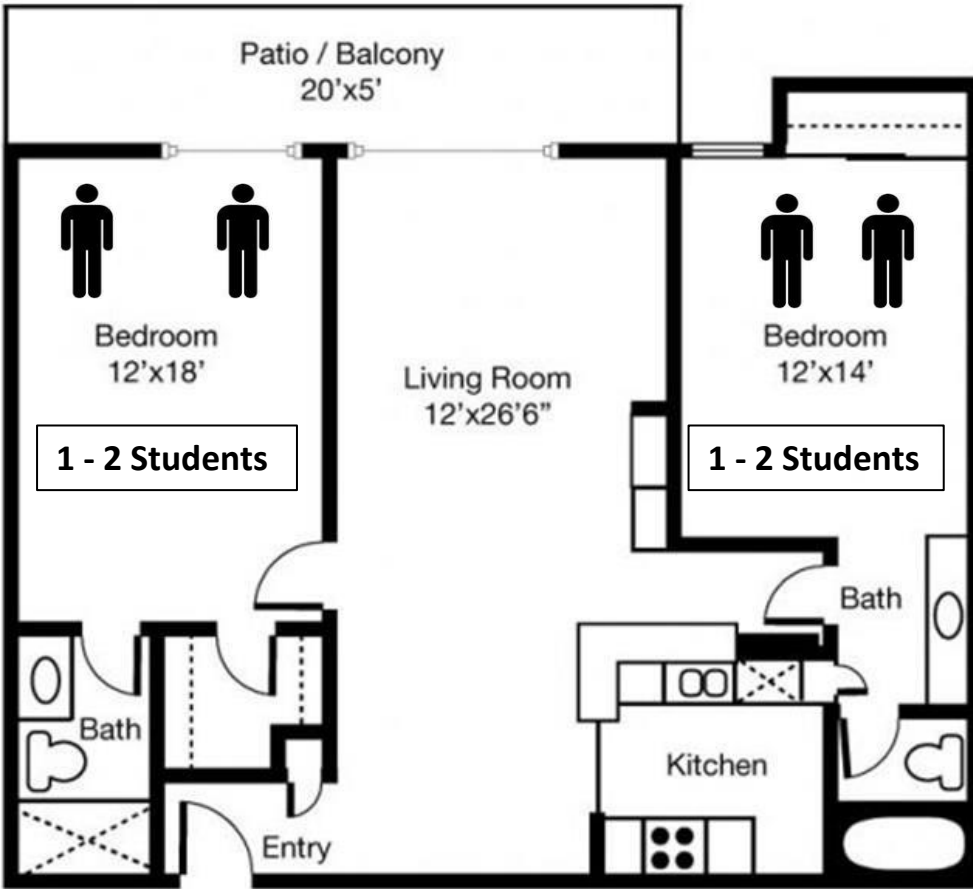 Patio / Balcony
20'x5'
Bedroom
12'x18'
Living Room
12'x26'6”
Bedroom
12'x14'
1 - 2 Students
1 - 2 Students
Bath
Bath
Kitchen
Entry